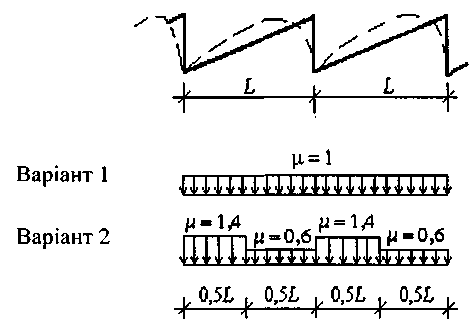 L L
μ = 1
Варіант 1
μ = 1,4 μ = 0,6 μ = 1,4 μ = 0,6
Варіант 2
0,5L 0,5L 0,5L 0,5L